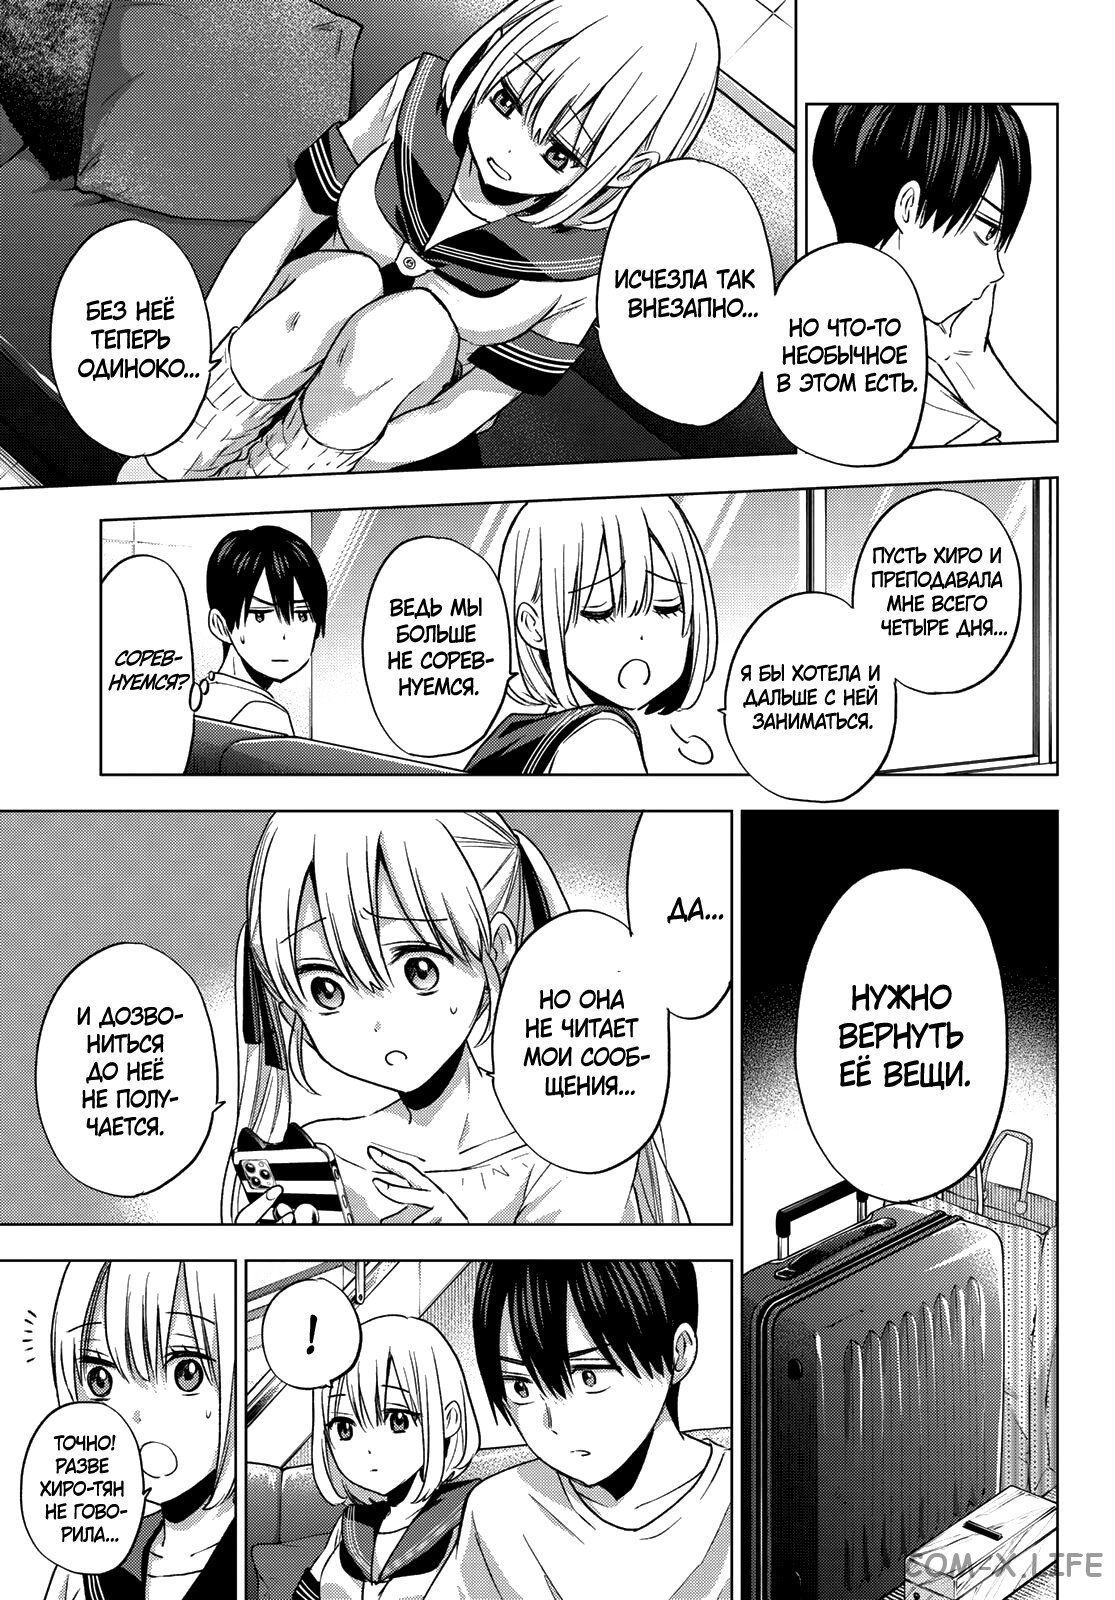 НО ЧТО-ТО
НЕОБЫЧНОЕ
В ЭТОМ ЕСТЬ.
ИСЧЕЗЛА ТАК
ВНЕЗАПНО...
БЕЗ НЕЁ
ТЕПЕРЬ
ОДИНОКО...
ПУСТЬ ХИРО И
ПРЕПОДАВАЛА
МНЕ ВСЕГО
ЧЕТЫРЕ ДНЯ...
Я БЫ ХОТЕЛА И
ДАЛЬШЕ С НЕЙ
ЗАНИМАТЬСЯ.
ВЕДЬ МЫ
БОЛЬШЕ
НЕ СОРЕВ-
НУЕМСЯ.
СОРЕВ-
НУЕМСЯ?
НУЖНО
ВЕРНУТЬ
ЕЁ ВЕЩИ.
ДА...
НО ОНА
НЕ ЧИТАЕТ
МОИ СООБ-
ЩЕНИЯ...
И ДОЗВО-
НИТЬСЯ
ДО НЕЁ
НЕ ПОЛУ-
ЧАЕТСЯ.
!
ТОЧНО!
РАЗВЕ
ХИРО-ТЯН
НЕ ГОВО-
РИЛА...
COM-X.LIFE